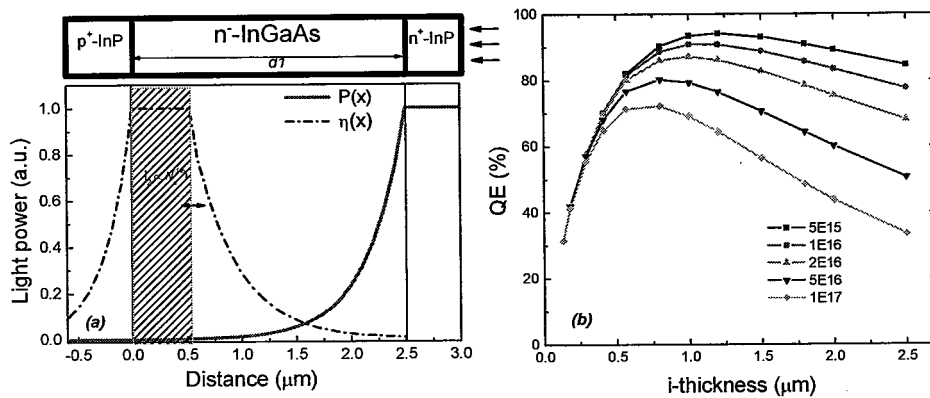 p⁺-InP
n⁻-InGaAs
n⁺-InP
d1
P(x)
η(x)
Light power (a.u.)
1.0
0.8
0.6
0.4
0.2
0.0
(a)
-0.5
0.0
0.5
1.0
1.5
2.0
2.5
3.0
Distance (μm)
QE (%)
100
80
60
40
20
0
5E15
1E16
2E16
5E16
1E17
(b)
0.0
0.5
1.0
1.5
2.0
2.5
i-thickness (μm)